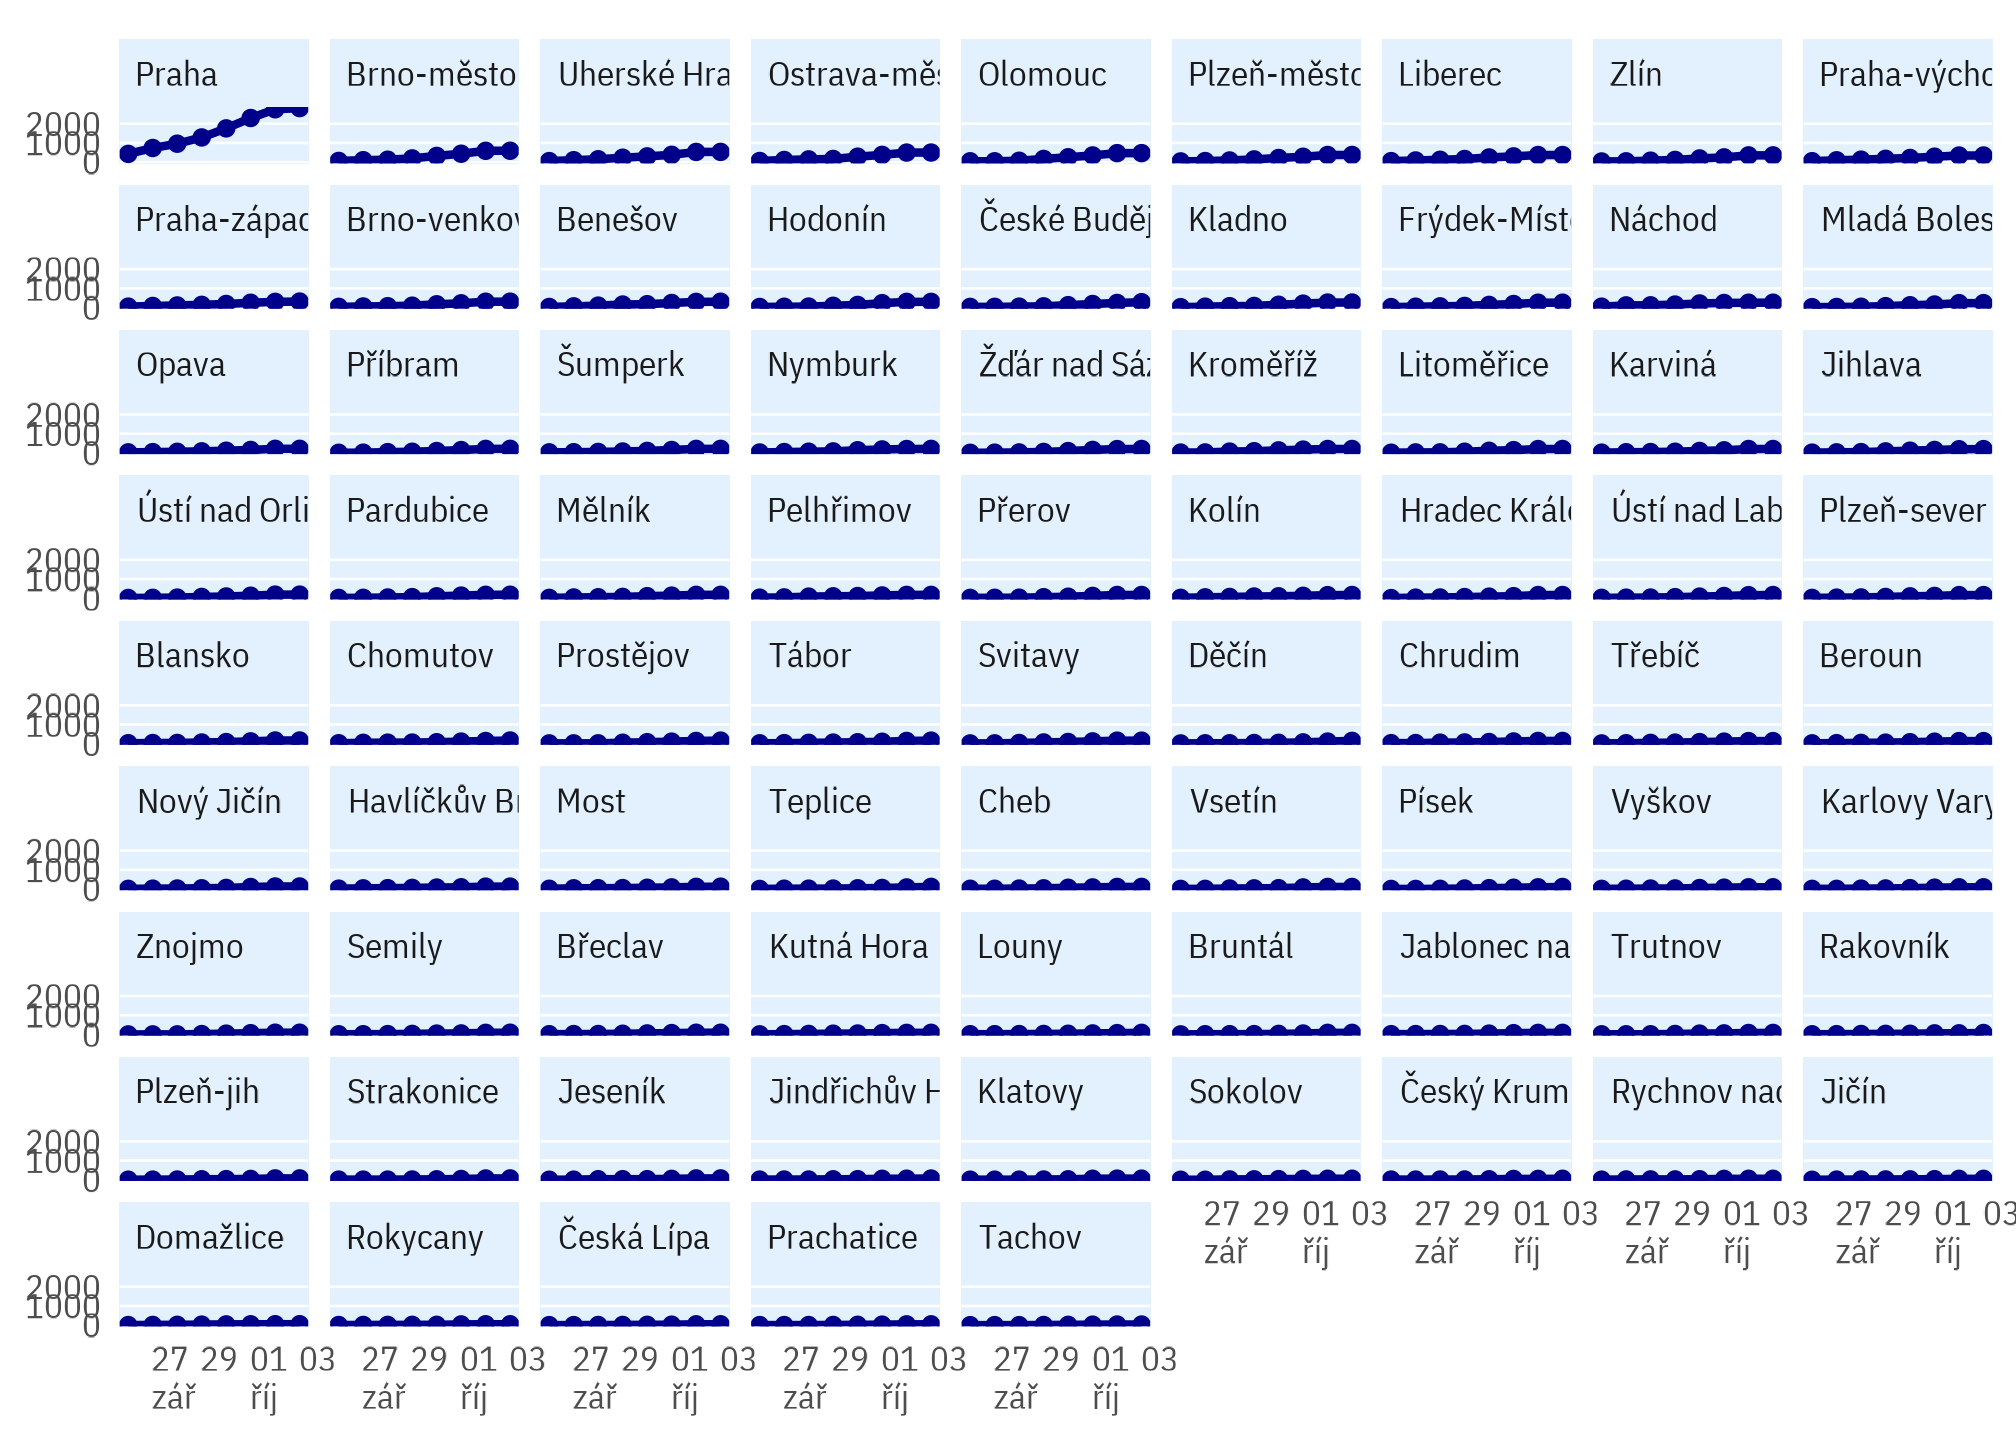 Praha Brno-město Uherské Hra Ostrava-měs Olomouc Plzeň-město Liberec Zlín Praha-výcho
2000
1000
0
Praha-západ Brno-venkov Benešov Hodonín České Buděj Kladno Frýdek-Míste Náchod Mladá Boles
2000
1000
0
Opava Příbram Šumperk Nymburk Žďár nad Sáz Kroměříž Litoměřice Karviná Jihlava
2000
1000
0
Ústí nad Orli Pardubice Mělník Pelhřimov Přerov Kolín Hradec Králo Ústí nad Lab Plzeň-sever
2000
1000
0
Blansko Chomutov Prostějov Tábor Svitavy Děčín Chrudim Třebíč Beroun
2000
1000
0
Nový Jičín Havlíčkův Br Most Teplice Cheb Vsetín Písek Vyškov Karlovy Vary
2000
1000
0
Znojmo Semily Břeclav Kutná Hora Louny Bruntál Jablonec na Trutnov Rakovník
2000
1000
0
Plzeň-jih Strakonice Jeseník Jindřichův H Klatovy Sokolov Český Krum Rychnov nad Jičín
2000
1000
0
27 29 01 03 27 29 01 03 27 29 01 03 27 29 01 03
zář říj zář říj zář říj zář říj
Domažlice Rokycany Česká Lípa Prachatice Tachov
2000
1000
0
27 29 01 03 27 29 01 03 27 29 01 03 27 29 01 03 27 29 01 03
zář říj zář říj zář říj zář říj zář říj